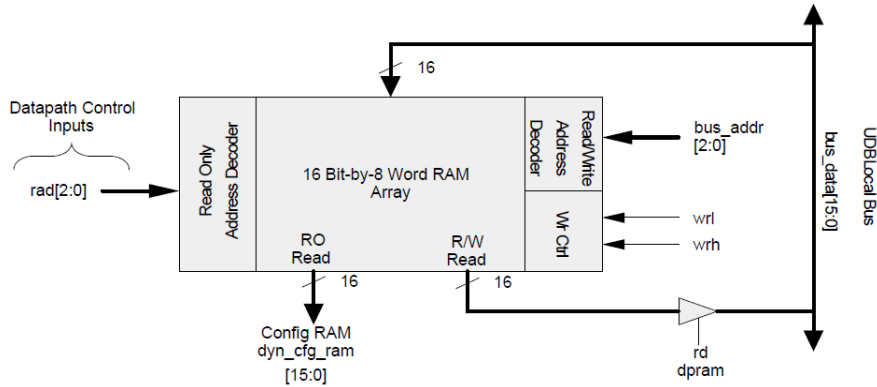 16
Datapath Control
Inputs
rad[2:0]
Read Only
Address Decoder
16 Bit-by-8 Word RAM
Array
Read/Write
Address
Decoder
Wr Ctrl
bus_addr
[2:0]
wrl
wrh
RO
Read
R/W
Read
16
16
Config RAM
dyn_cfg_ram
[15:0]
rd
dpram
bus_data[15:0]
UDBLocal Bus